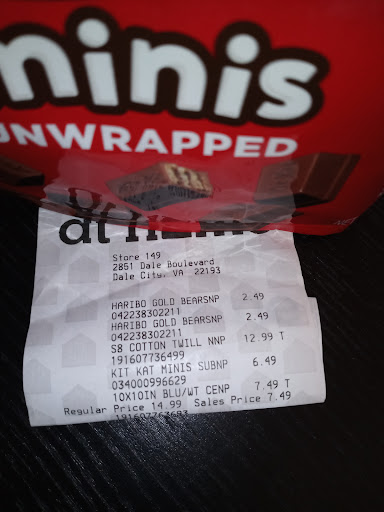 minis
UNWRAPPED
at home
Store 149
2851 Dale Boulevard
Dale City, VA 22193
HARIBO GOLD BEARSNP 2.49
042238302211
HARIBO GOLD BEARSNP 2.49
042238302211
S8 COTTON TWILL NNP 12.99 T
191607736499
KIT KAT MINIS SUBNP 6.49
034000996629
10X10IN BLU/WT CENP 7.49 T
Regular Price 14.99 Sales Price 7.49